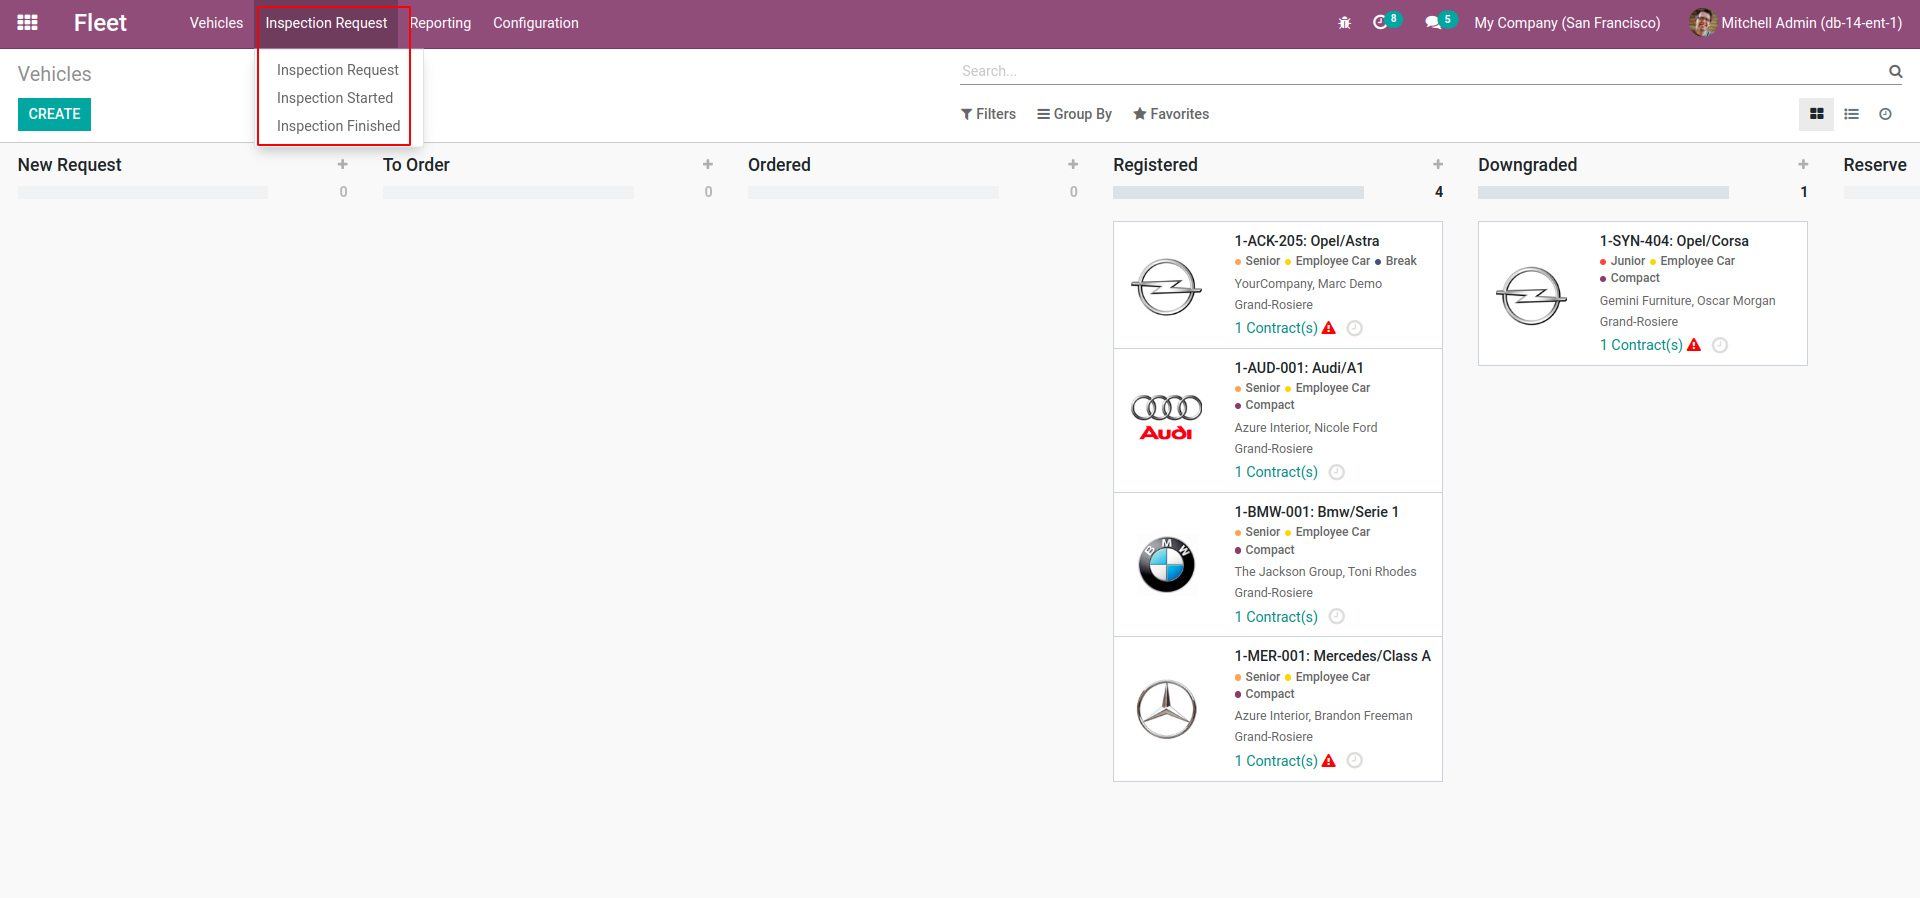 Fleet Vehicles Inspection Request Reporting Configuration 8 5 My Company (San Francisco) Mitchell Admin (db-14-ent-1)
Vehicles
Search...
CREATE
Filters Group By Favorites
Inspection Request
Inspection Started
Inspection Finished
New Request
0
To Order
0
Ordered
0
Registered
4
1-ACK-205: Opel/Astra
Senior Employee Car Break
YourCompany, Marc Demo
Grand-Rosiere
1 Contract(s)
Audi
1-AUD-001: Audi/A1
Senior Employee Car
Compact
Azure Interior, Nicole Ford
Grand-Rosiere
1 Contract(s)
BMW
1-BMW-001: Bmw/Serie 1
Senior Employee Car
Compact
The Jackson Group, Toni Rhodes
Grand-Rosiere
1 Contract(s)
1-MER-001: Mercedes/Class A
Senior Employee Car
Compact
Azure Interior, Brandon Freeman
Grand-Rosiere
1 Contract(s)
Downgraded
1
1-SYN-404: Opel/Corsa
Junior Employee Car
Compact
Gemini Furniture, Oscar Morgan
Grand-Rosiere
1 Contract(s)
Reserve